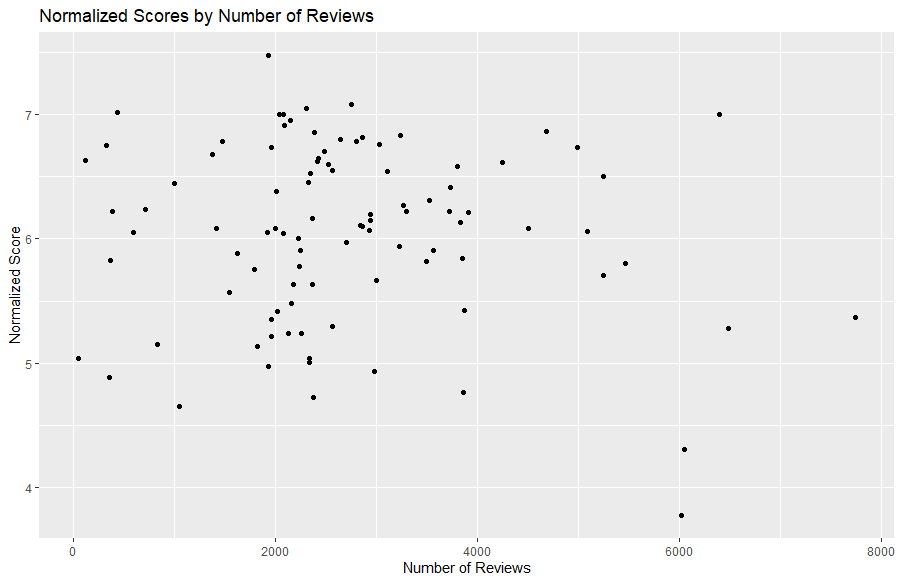 Normalized Scores by Number of Reviews
Normalized Score
7
6
5
4
0 2000 4000 6000 8000
Number of Reviews